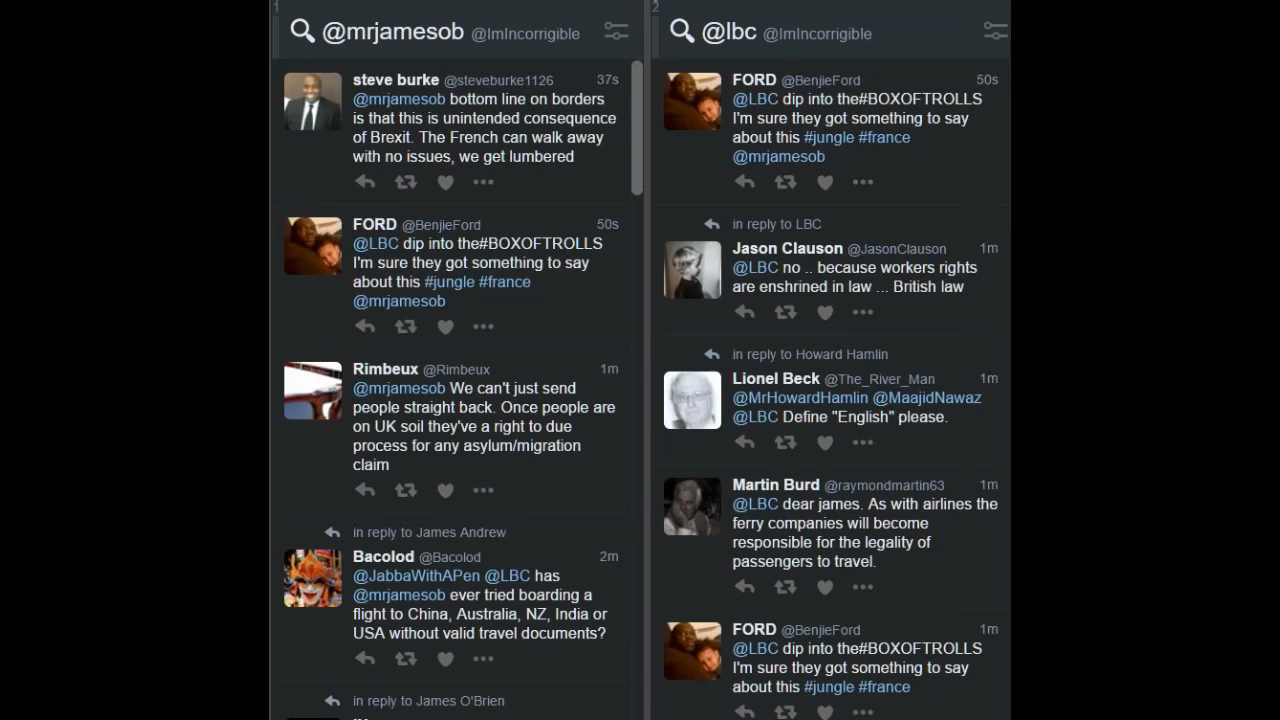 1
@mrjamesob @ImIncorrigible
steve burke @steveburke1126 37s
@mrjamesob bottom line on borders
is that this is unintended consequence
of Brexit. The French can walk away
with no issues, we get lumbered
FORD @BenjieFord 50s
@LBC dip into the#BOXOFTROLLS
I'm sure they got something to say
about this #jungle #france
@mrjamesob
Rimbeux @Rimbeux 1m
@mrjamesob We can't just send
people straight back. Once people are
on UK soil they've a right to due
process for any asylum/migration
claim
in reply to James Andrew
Bacolod @Bacolod 2m
@JabbaWithAPen @LBC has
@mrjamesob ever tried boarding a
flight to China, Australia, NZ, India or
USA without valid travel documents?
in reply to James O'Brien
2
@lbc @ImIncorrigible
FORD @BenjieFord 50s
@LBC dip into the#BOXOFTROLLS
I'm sure they got something to say
about this #jungle #france
@mrjamesob
in reply to LBC
Jason Clauson @JasonClauson 1m
@LBC no .. because workers rights
are enshrined in law ... British law
in reply to Howard Hamlin
Lionel Beck @The_River_Man 1m
@MrHowardHamlin @MaajidNawaz
@LBC Define "English" please.
Martin Burd @raymondmartin63 1m
@LBC dear james. As with airlines the
ferry companies will become
responsible for the legality of
passengers to travel.
FORD @BenjieFord 1m
@LBC dip into the#BOXOFTROLLS
I'm sure they got something to say
about this #jungle #france